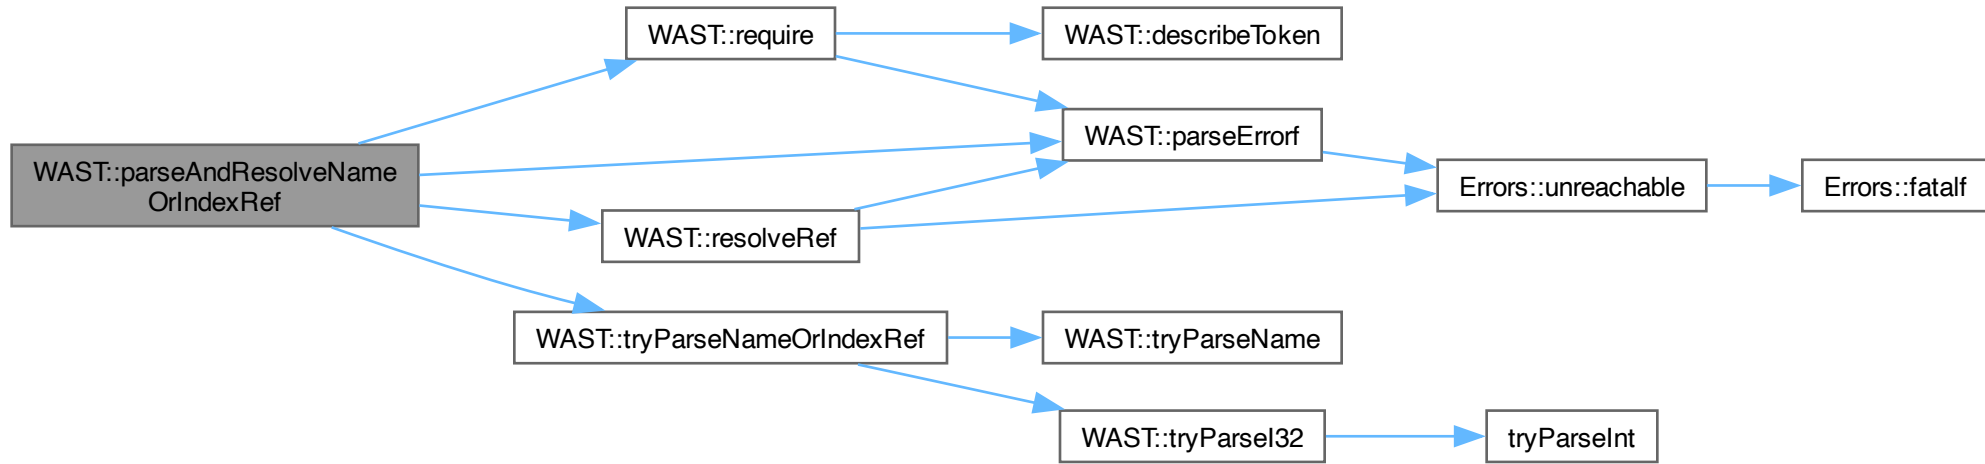 WAST::parseAndResolveName
OrIndexRef
WAST::require
WAST::describeToken
WAST::parseErrorf
WAST::resolveRef
Errors::unreachable
Errors::fatalf
WAST::tryParseNameOrIndexRef
WAST::tryParseName
WAST::tryParseI32
tryParseInt